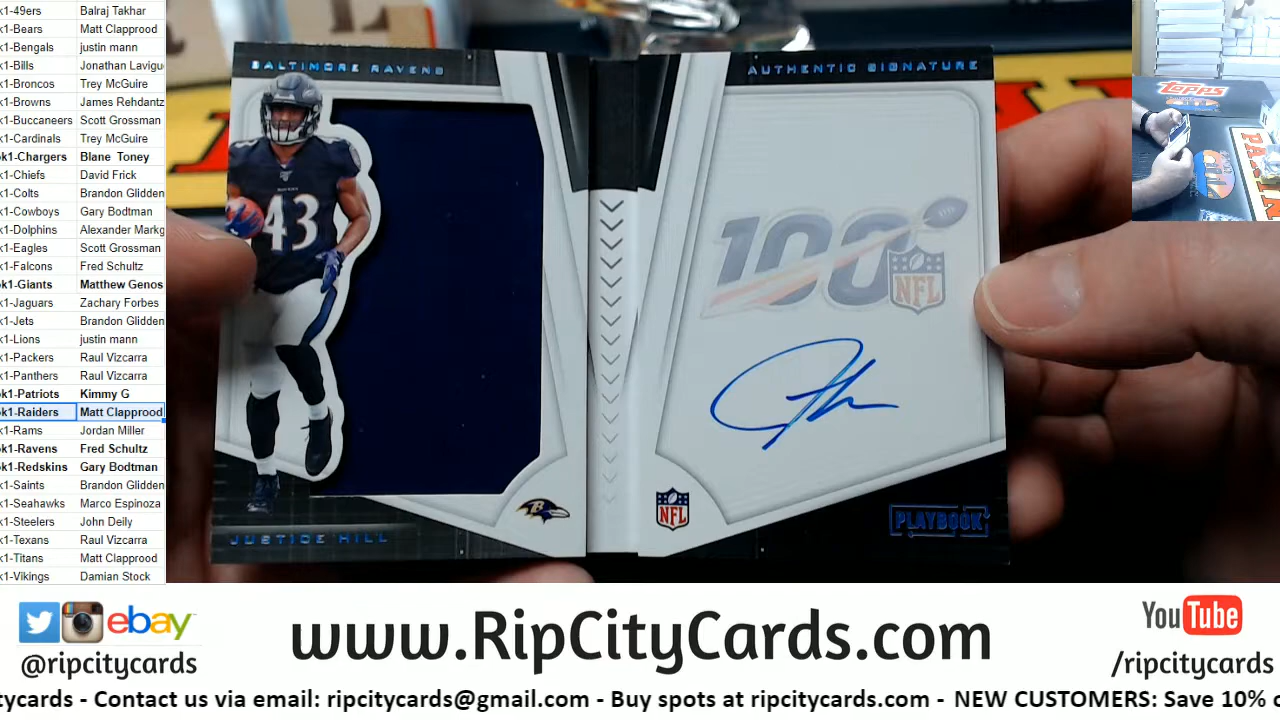 k1-49ers Balraj Takhar
k1-Bears Matt Clapprood
k1-Bengals justin mann
k1-Bills Jonathan Lavigu
k1-Broncos Trey McGuire
k1-Browns James Rehdantz
k1-Buccaneers Scott Grossman
k1-Cardinals Trey McGuire
ok1-Chargers Blane Toney
k1-Chiefs David Frick
k1-Colts Brandon Glidden
k1-Cowboys Gary Bodtman
k1-Dolphins Alexander Markg
k1-Eagles Scott Grossman
k1-Falcons Fred Schultz
ok1-Giants Matthew Genos
k1-Jaguars Zachary Forbes
k1-Jets Brandon Glidden
k1-Lions justin mann
k1-Packers Raul Vizcarra
k1-Panthers Raul Vizcarra
ok1-Patriots Kimmy G
ok1-Raiders Matt Clapprood
k1-Rams Jordan Miller
ok1-Ravens Fred Schultz
ok1-Redskins Gary Bodtman
k1-Saints Brandon Glidden
k1-Seahawks Marco Espinoza
k1-Steelers John Deily
k1-Texans Raul Vizcarra
k1-Titans Matt Clapprood
k1-Vikings Damian Stock
BALTIMORE RAVENS
AUTHENTIC SIGNATURE
43
100
NFL
B
NFL
PLAYBOOK
JUSTICE HILL
Topps
ebay
@ripcitycards
www.RipCityCards.com
YouTube
/ripcitycards
tycards - Contact us via email: ripcitycards@gmail.com - Buy spots at ripcitycards.com - NEW CUSTOMERS: Save 10%